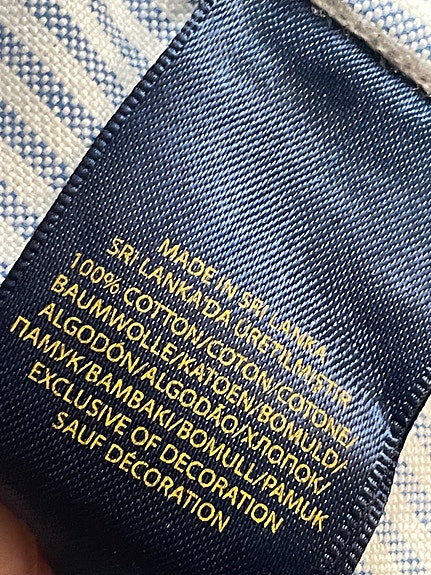 MADE IN SRI LANKA
SRI LANKA'DA ÜRETİLMİŞTİR
100% COTTON/COTON/COTONE/
BAUMWOLLE/KATOEN/BOMULD/
ALGODÓN/ALGODÃO/ХЛОПОК/
ПАМУК/BAMBAKI/BOMULL/PAMUK
EXCLUSIVE OF DECORATION
SAUF DÉCORATION